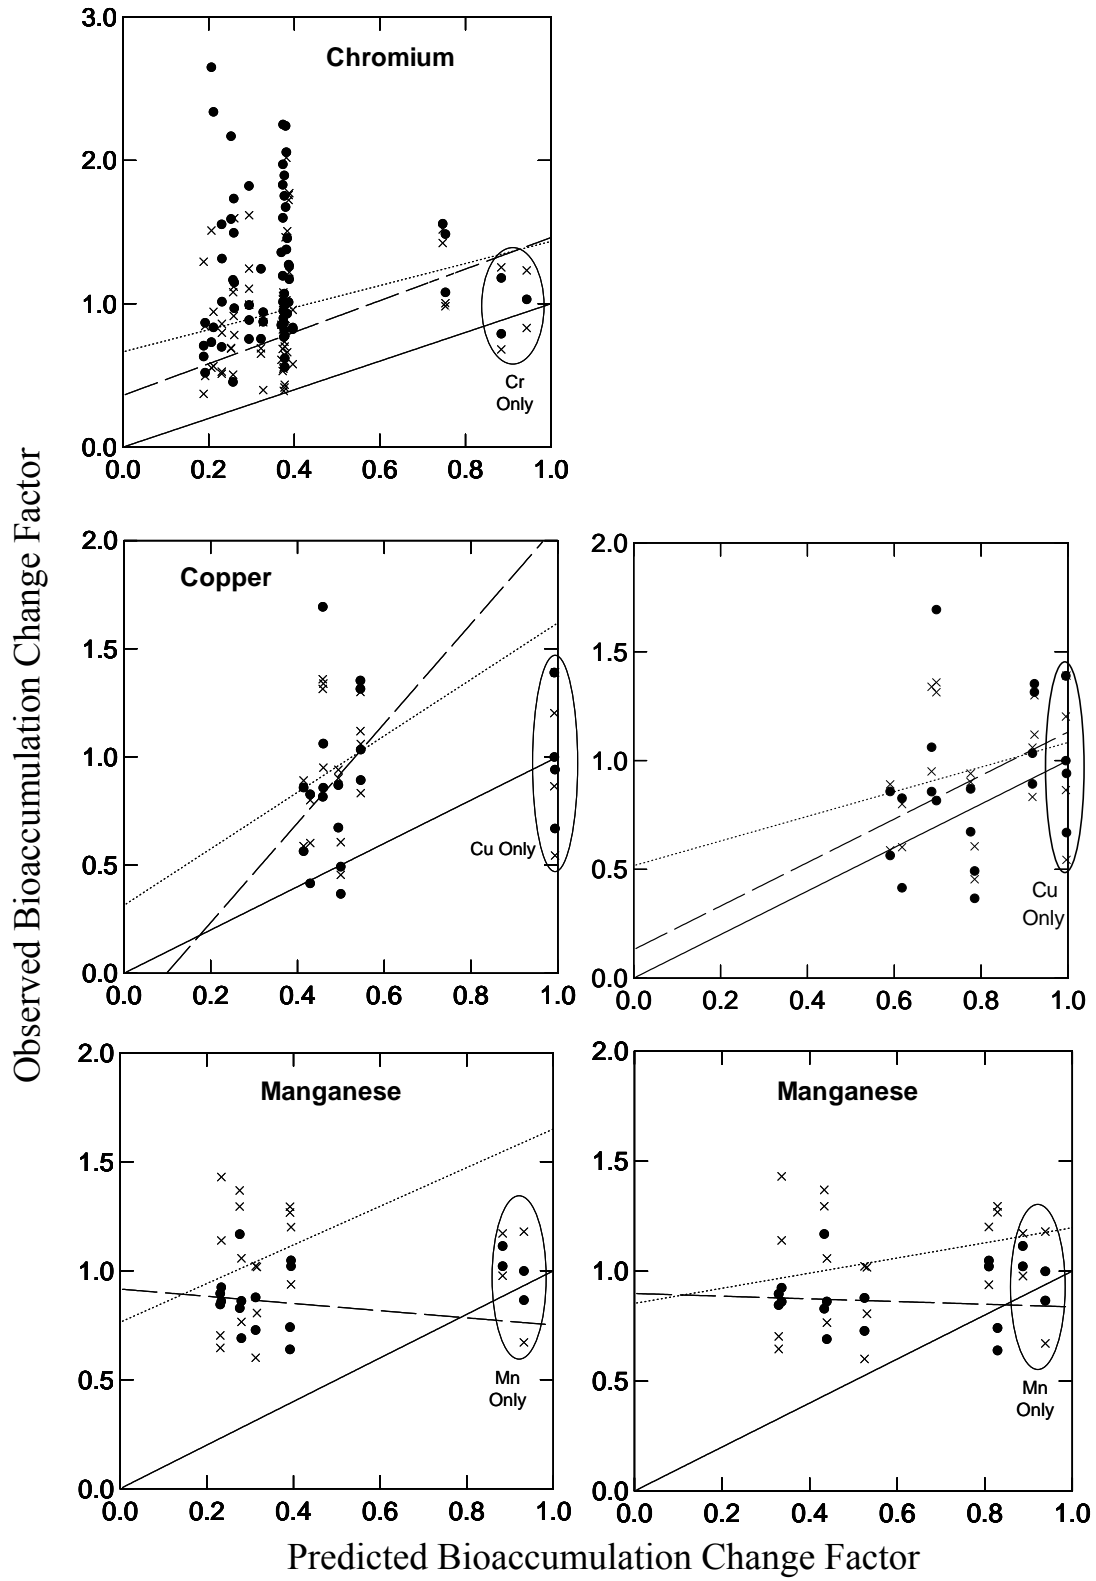 3.0
Chromium
2.0
1.0
Cr
Only
0.0
0.0 0.2 0.4 0.6 0.8 1.0
Observed Bioaccumulation Change Factor
2.0
Copper
1.5
1.0
Cu Only
0.5
0.0
0.0 0.2 0.4 0.6 0.8 1.0
2.0
1.5
1.0
Cu
Only
0.5
0.0
0.0 0.2 0.4 0.6 0.8 1.0
2.0
Manganese
1.5
1.0
Mn
Only
0.5
0.0
0.0 0.2 0.4 0.6 0.8 1.0
2.0
Manganese
1.5
1.0
Mn
Only
0.5
0.0
0.0 0.2 0.4 0.6 0.8 1.0
Predicted Bioaccumulation Change Factor